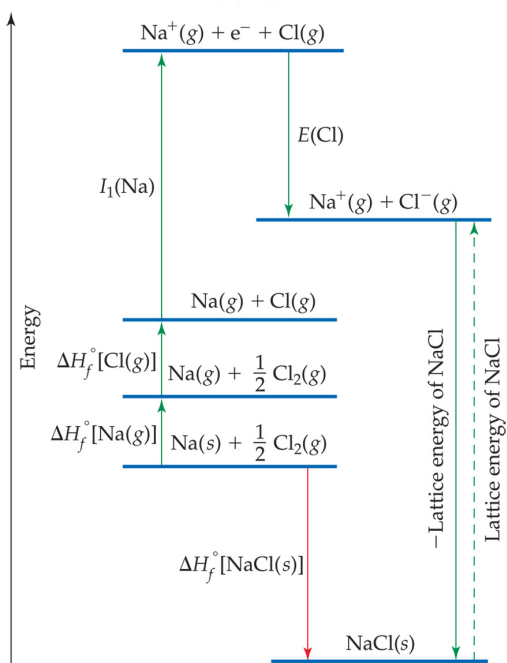 Na⁺(g) + e⁻ + Cl(g)
E(Cl)
I₁(Na)
Na⁺(g) + Cl⁻(g)
Na(g) + Cl(g)
Energy
ΔH°f[Cl(g)]
Na(g) + 1/2 Cl₂(g)
ΔH°f[Na(g)]
Na(s) + 1/2 Cl₂(g)
−Lattice energy of NaCl
Lattice energy of NaCl
ΔH°f[NaCl(s)]
NaCl(s)